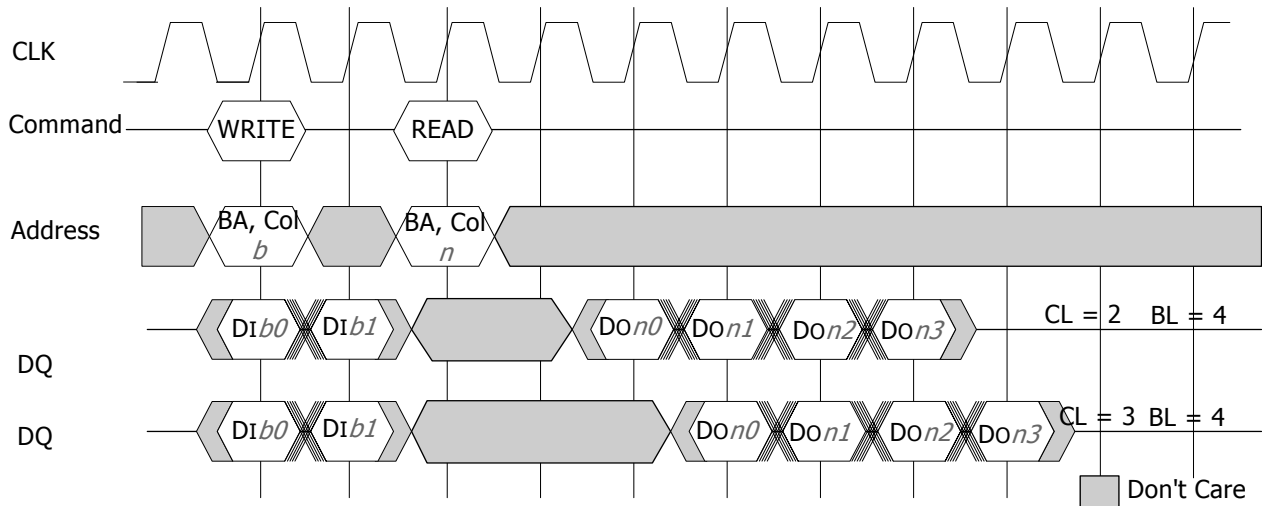 CLK
Command WRITE READ
Address BA, Col b BA, Col n
DQ DIb0 DIb1 DOn0 DOn1 DOn2 DOn3 CL = 2 BL = 4
DQ DIb0 DIb1 DOn0 DOn1 DOn2 DOn3 CL = 3 BL = 4
Don't Care